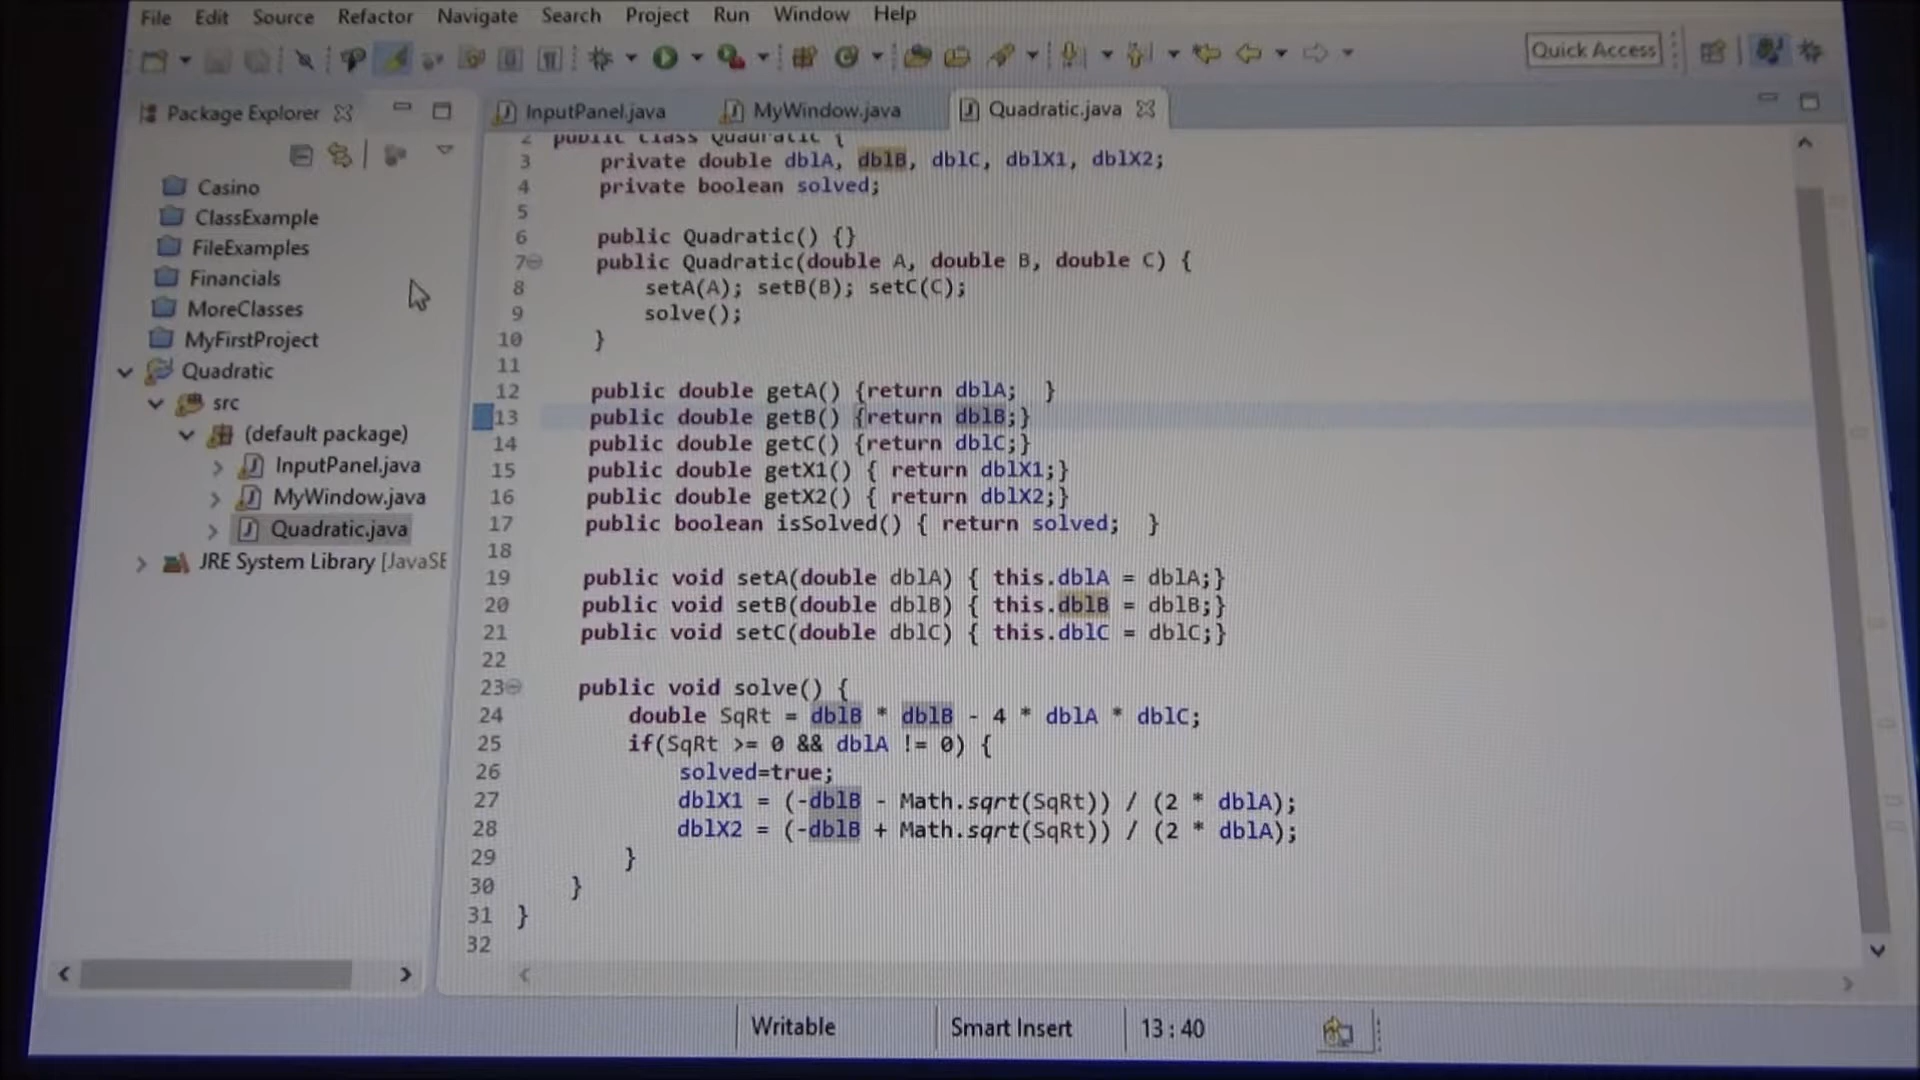 File Edit Source Refactor Navigate Search Project Run Window Help
Quick Access
Package Explorer
InputPanel.java MyWindow.java Quadratic.java
Casino
ClassExample
FileExamples
Financials
MoreClasses
MyFirstProject
Quadratic
src
(default package)
InputPanel.java
MyWindow.java
Quadratic.java
JRE System Library [JavaSE
2 public class Quadratic {
3 private double dblA, dblB, dblC, dblX1, dblX2;
4 private boolean solved;
5
6 public Quadratic() {}
7 public Quadratic(double A, double B, double C) {
8 setA(A); setB(B); setC(C);
9 solve();
10 }
11
12 public double getA() {return dblA; }
13 public double getB() {return dblB;}
14 public double getC() {return dblC;}
15 public double getX1() { return dblX1;}
16 public double getX2() { return dblX2;}
17 public boolean isSolved() { return solved; }
18
19 public void setA(double dblA) { this.dblA = dblA;}
20 public void setB(double dblB) { this.dblB = dblB;}
21 public void setC(double dblC) { this.dblC = dblC;}
22
23 public void solve() {
24 double SqRt = dblB * dblB - 4 * dblA * dblC;
25 if(SqRt >= 0 && dblA != 0) {
26 solved=true;
27 dblX1 = (-dblB - Math.sqrt(SqRt)) / (2 * dblA);
28 dblX2 = (-dblB + Math.sqrt(SqRt)) / (2 * dblA);
29 }
30 }
31 }
32
Writable Smart Insert 13 : 40